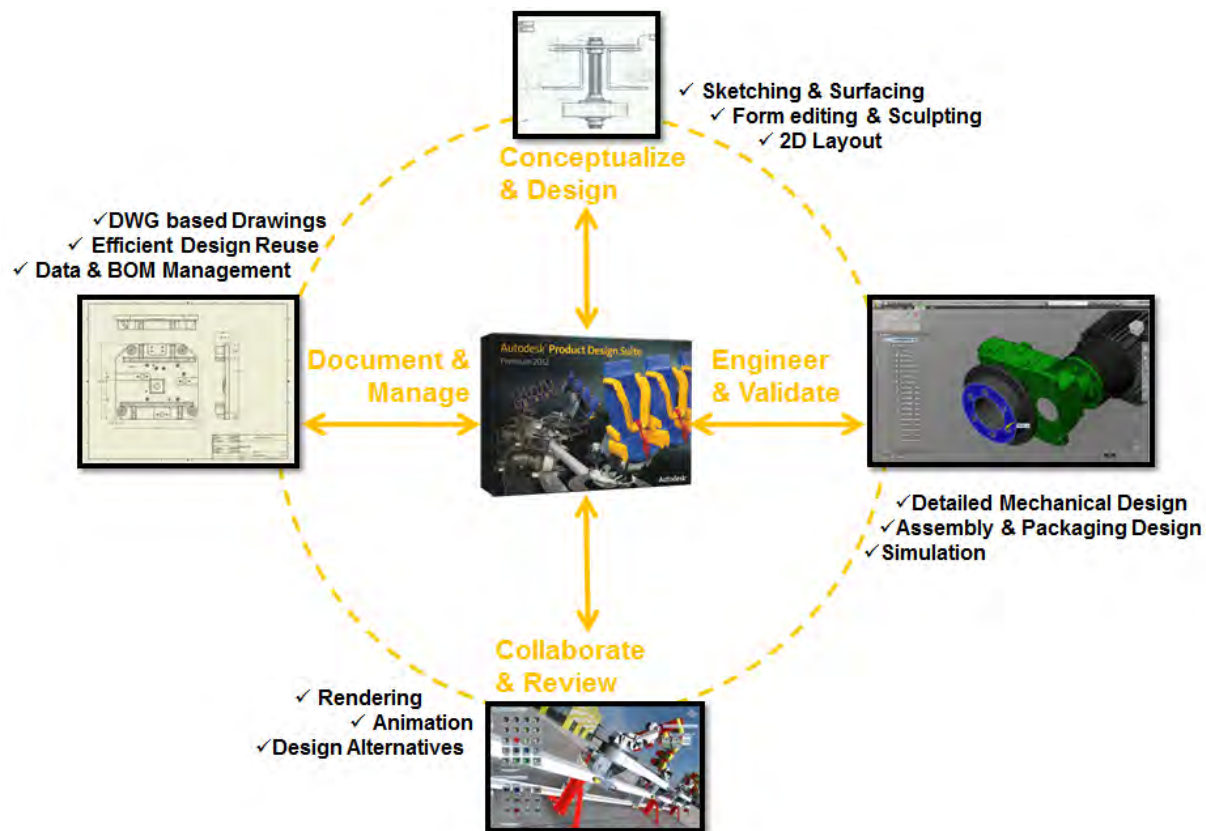 ✓ Sketching & Surfacing
✓ Form editing & Sculpting
✓ 2D Layout
Conceptualize
& Design
✓DWG based Drawings
✓ Efficient Design Reuse
✓ Data & BOM Management
Document &
Manage
Autodesk Product Design Suite
Premium 2012
Autodesk
Engineer
& Validate
✓Detailed Mechanical Design
✓Assembly & Packaging Design
✓Simulation
Collaborate
& Review
✓ Rendering
✓ Animation
✓Design Alternatives